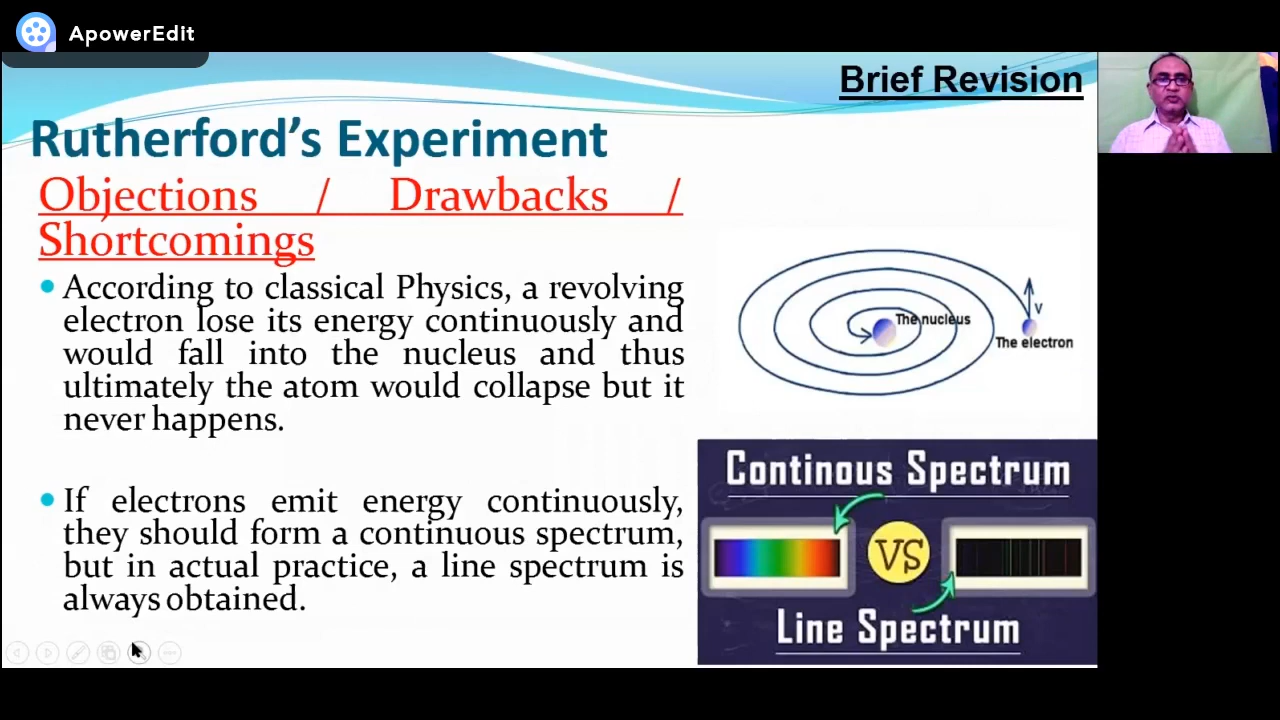 ApowerEdit
Brief Revision
Rutherford's Experiment
Objections / Drawbacks /
Shortcomings
• According to classical Physics, a revolving
electron lose its energy continuously and
would fall into the nucleus and thus
ultimately the atom would collapse but it
never happens.
• If electrons emit energy continuously,
they should form a continuous spectrum,
but in actual practice, a line spectrum is
always obtained.
The nucleus
V
The electron
Continous Spectrum
VS
Line Spectrum